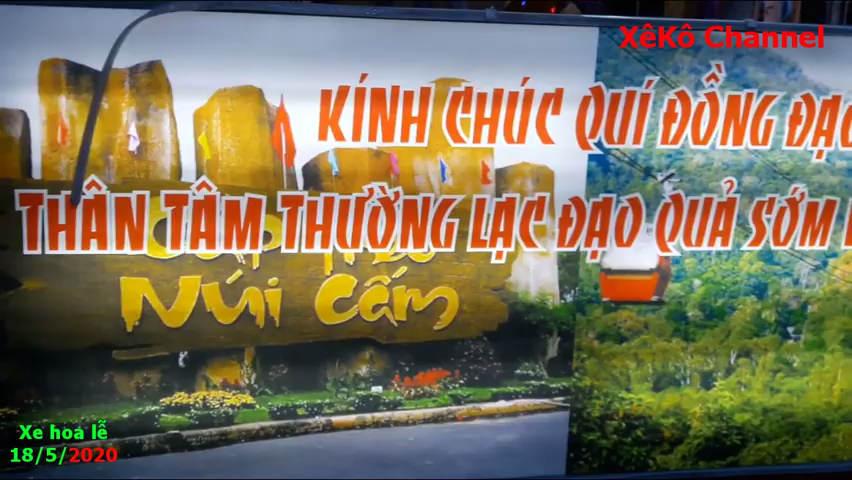 XêKô Channel
KÍNH CHÚC QUÍ ĐỒNG ĐẠO
THÂN TÂM THƯỜNG LẠC ĐẠO QUẢ SỚM
Núi Cấm
Xe hoa lễ
18/5/2020